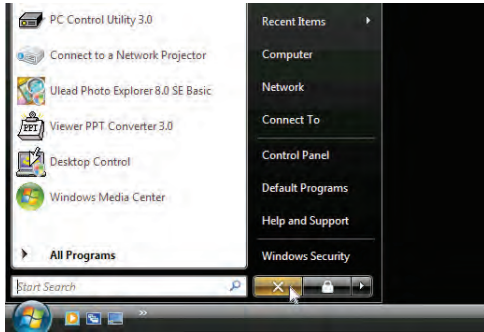 PC Control Utility 3.0
Connect to a Network Projector
Ulead Photo Explorer 8.0 SE Basic
PPT
Viewer PPT Converter 3.0
Desktop Control
Windows Media Center
All Programs
Start Search
Recent Items
Computer
Network
Connect To
Control Panel
Default Programs
Help and Support
Windows Security